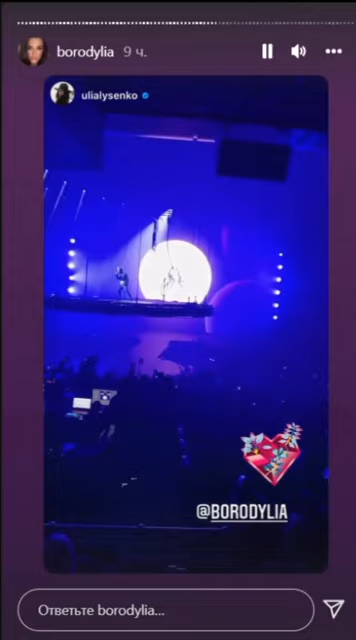 borodylia 9 ч.
ulialysenko
@BORODYLIA
Ответьте borodylia...